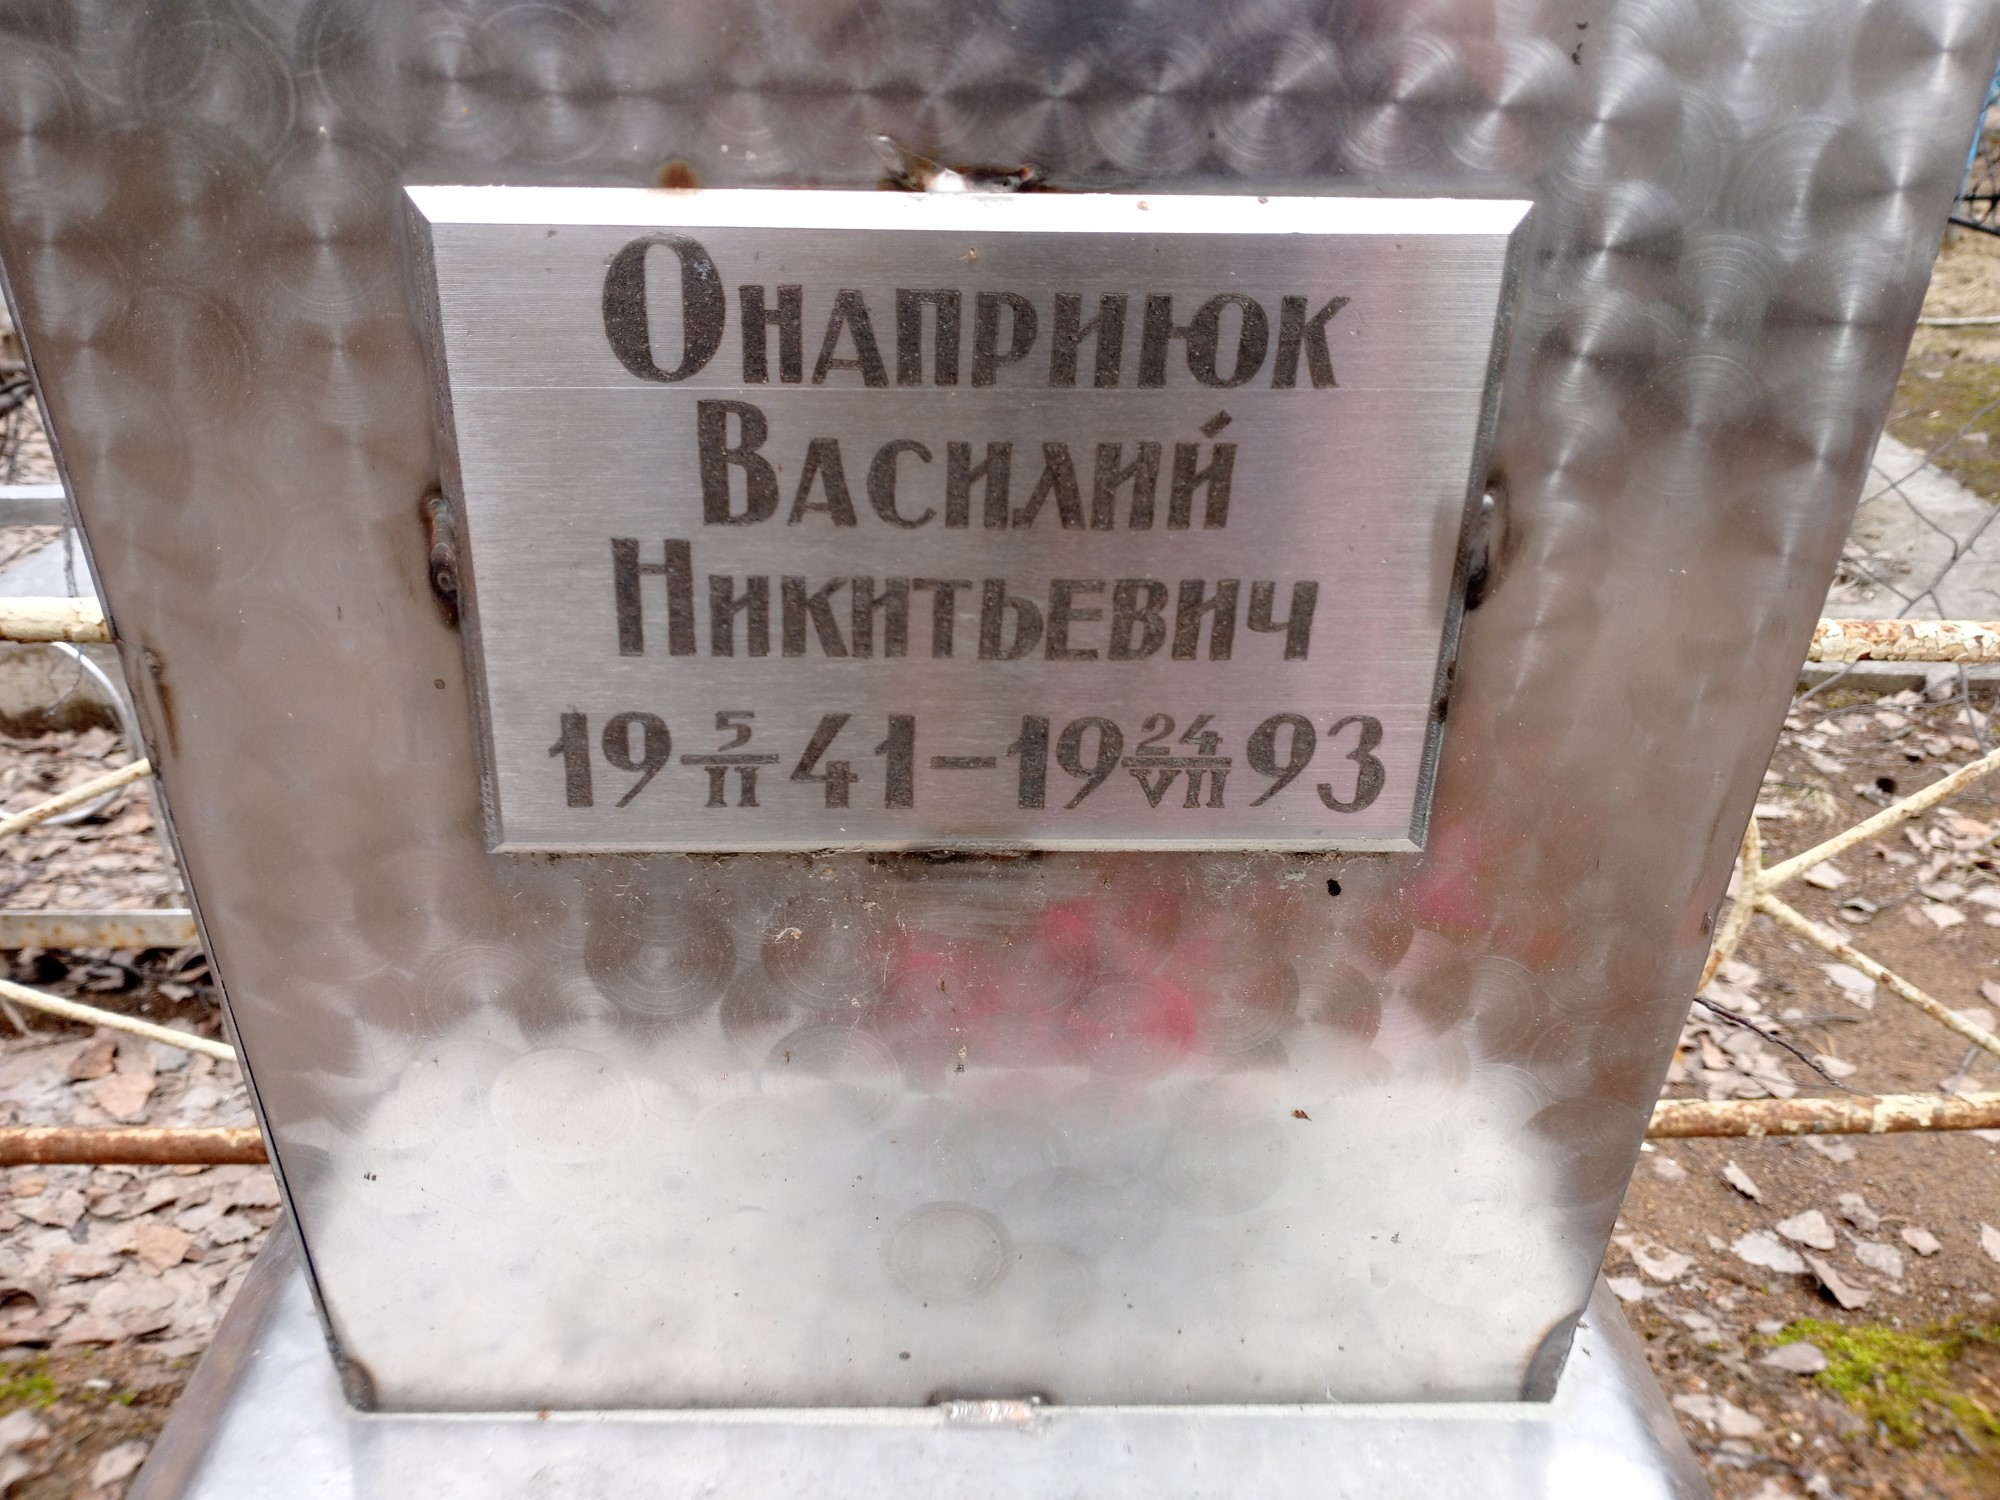 Онаприюк
Василий
Никитьевич
19 5/II 41 – 19 24/VII 93